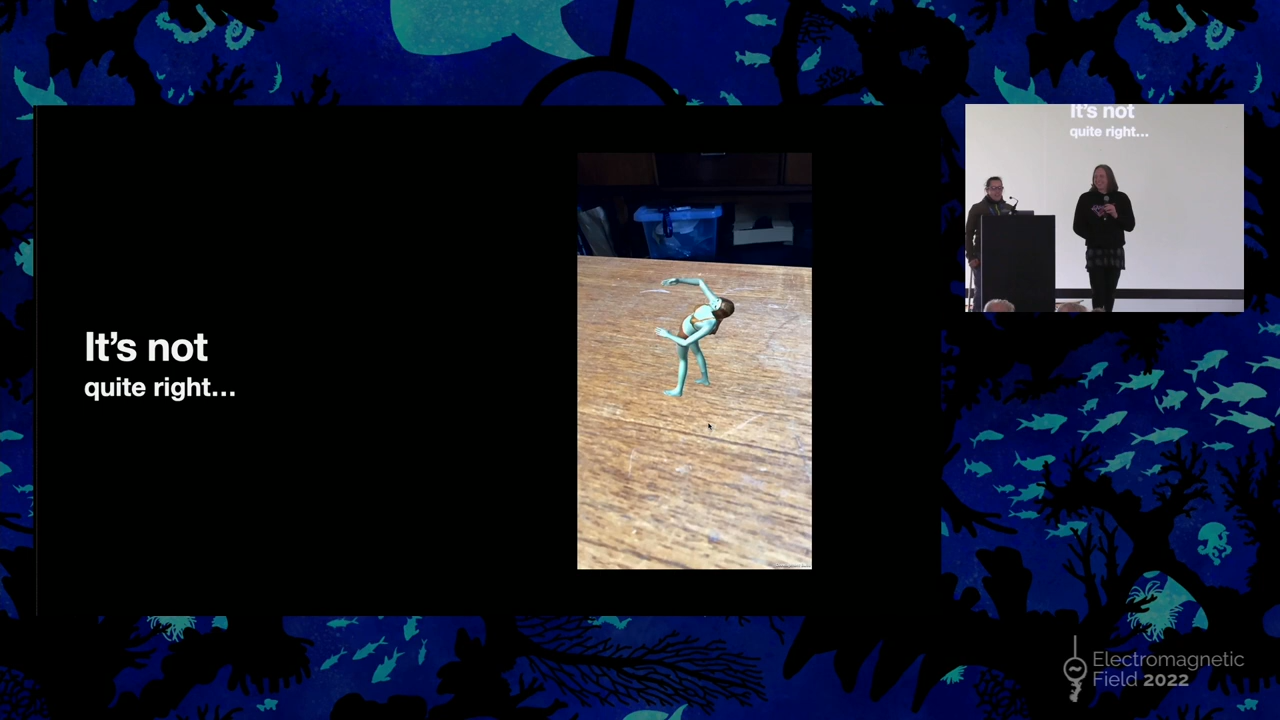 It's not
quite right...
It's not
quite right...
Electromagnetic
Field 2022